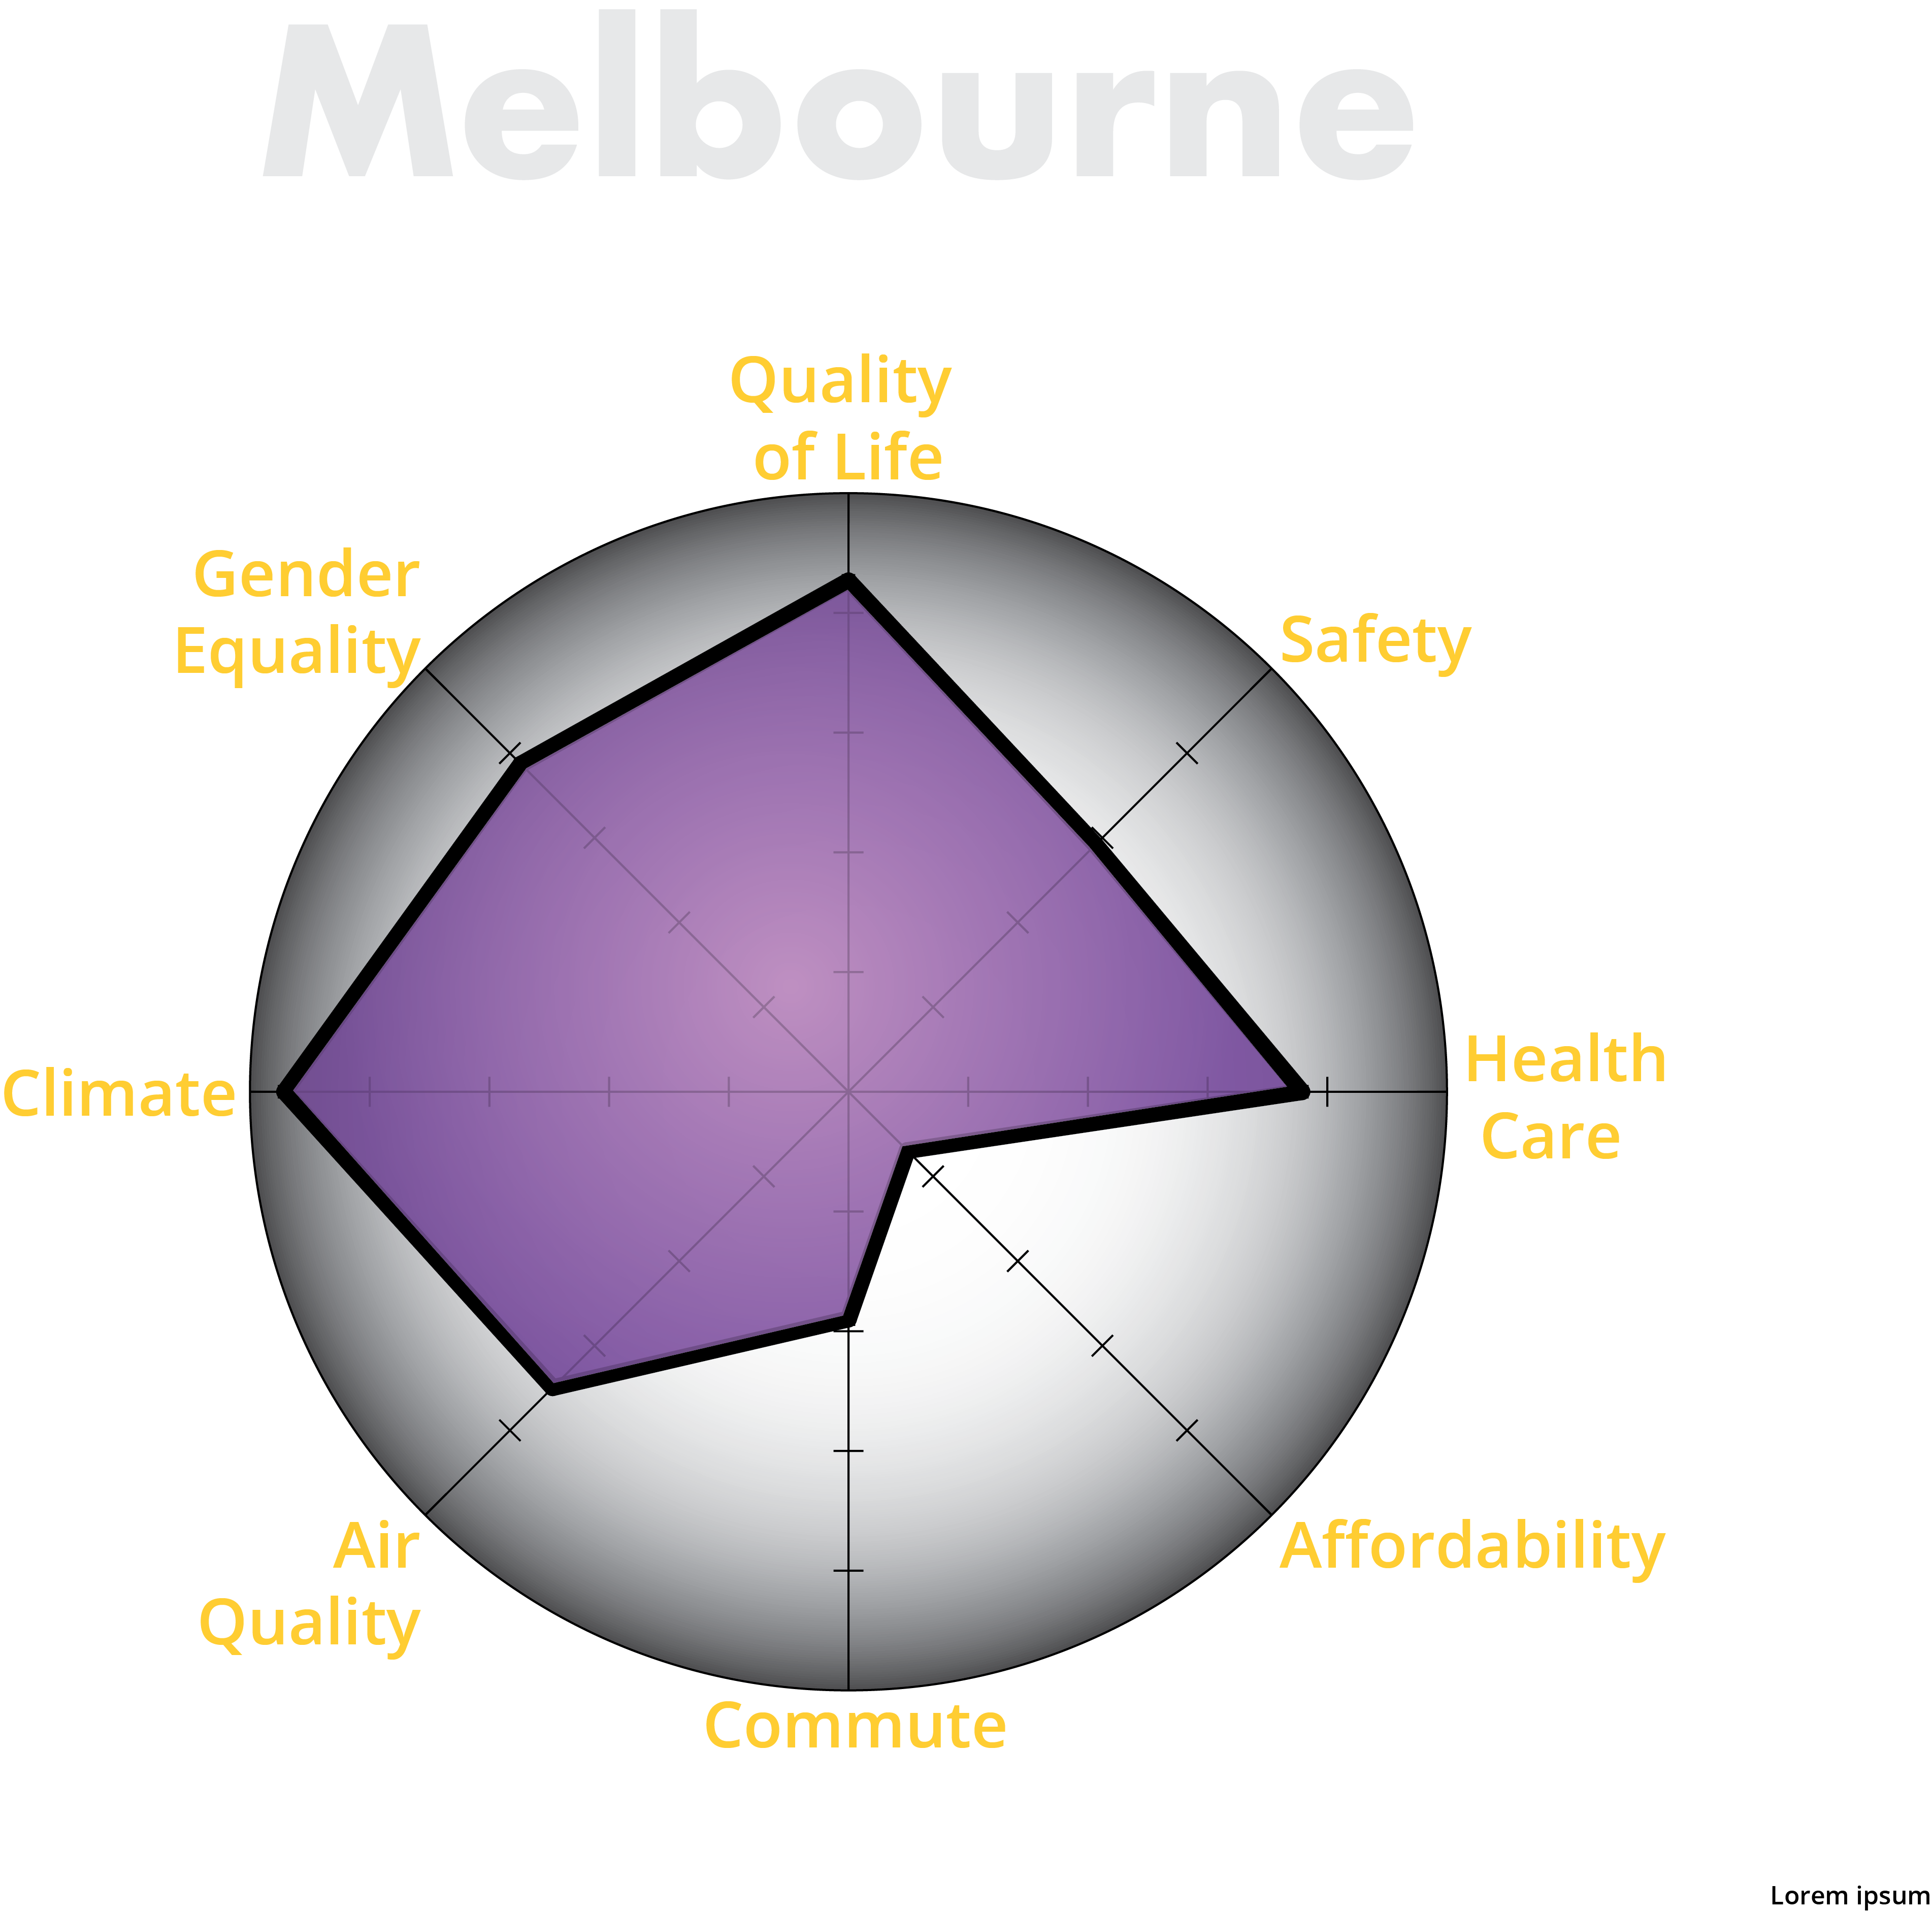 Melbourne
Quality
of Life
Gender
Equality
Safety
Climate
Health
Care
Air
Quality
Affordability
Commute
Lorem ipsum